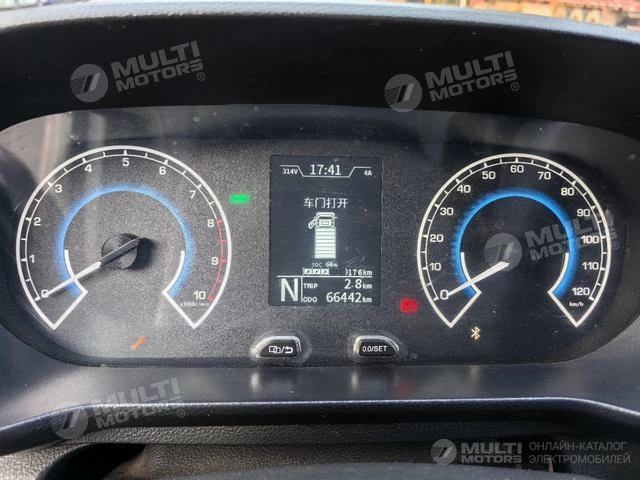 MULTI MOTORS®
MULTI MOTORS®
17:41
314V 4A
车门打开
SOC 64%
176km
N TRIP 2.8km
ODO 66442km
0 1 2 3 4 5 6 7 8 9 10
x1000r/min
0 10 20 30 40 50 60 70 80 90 100 110 120
km/h
0.0/SET
MULTI MOTORS®
MULTI MOTORS®
MULTI MOTORS®
MULTI MOTORS®
ОНЛАЙН-КАТАЛОГ
ЭЛЕКТРОМОБИЛЕЙ